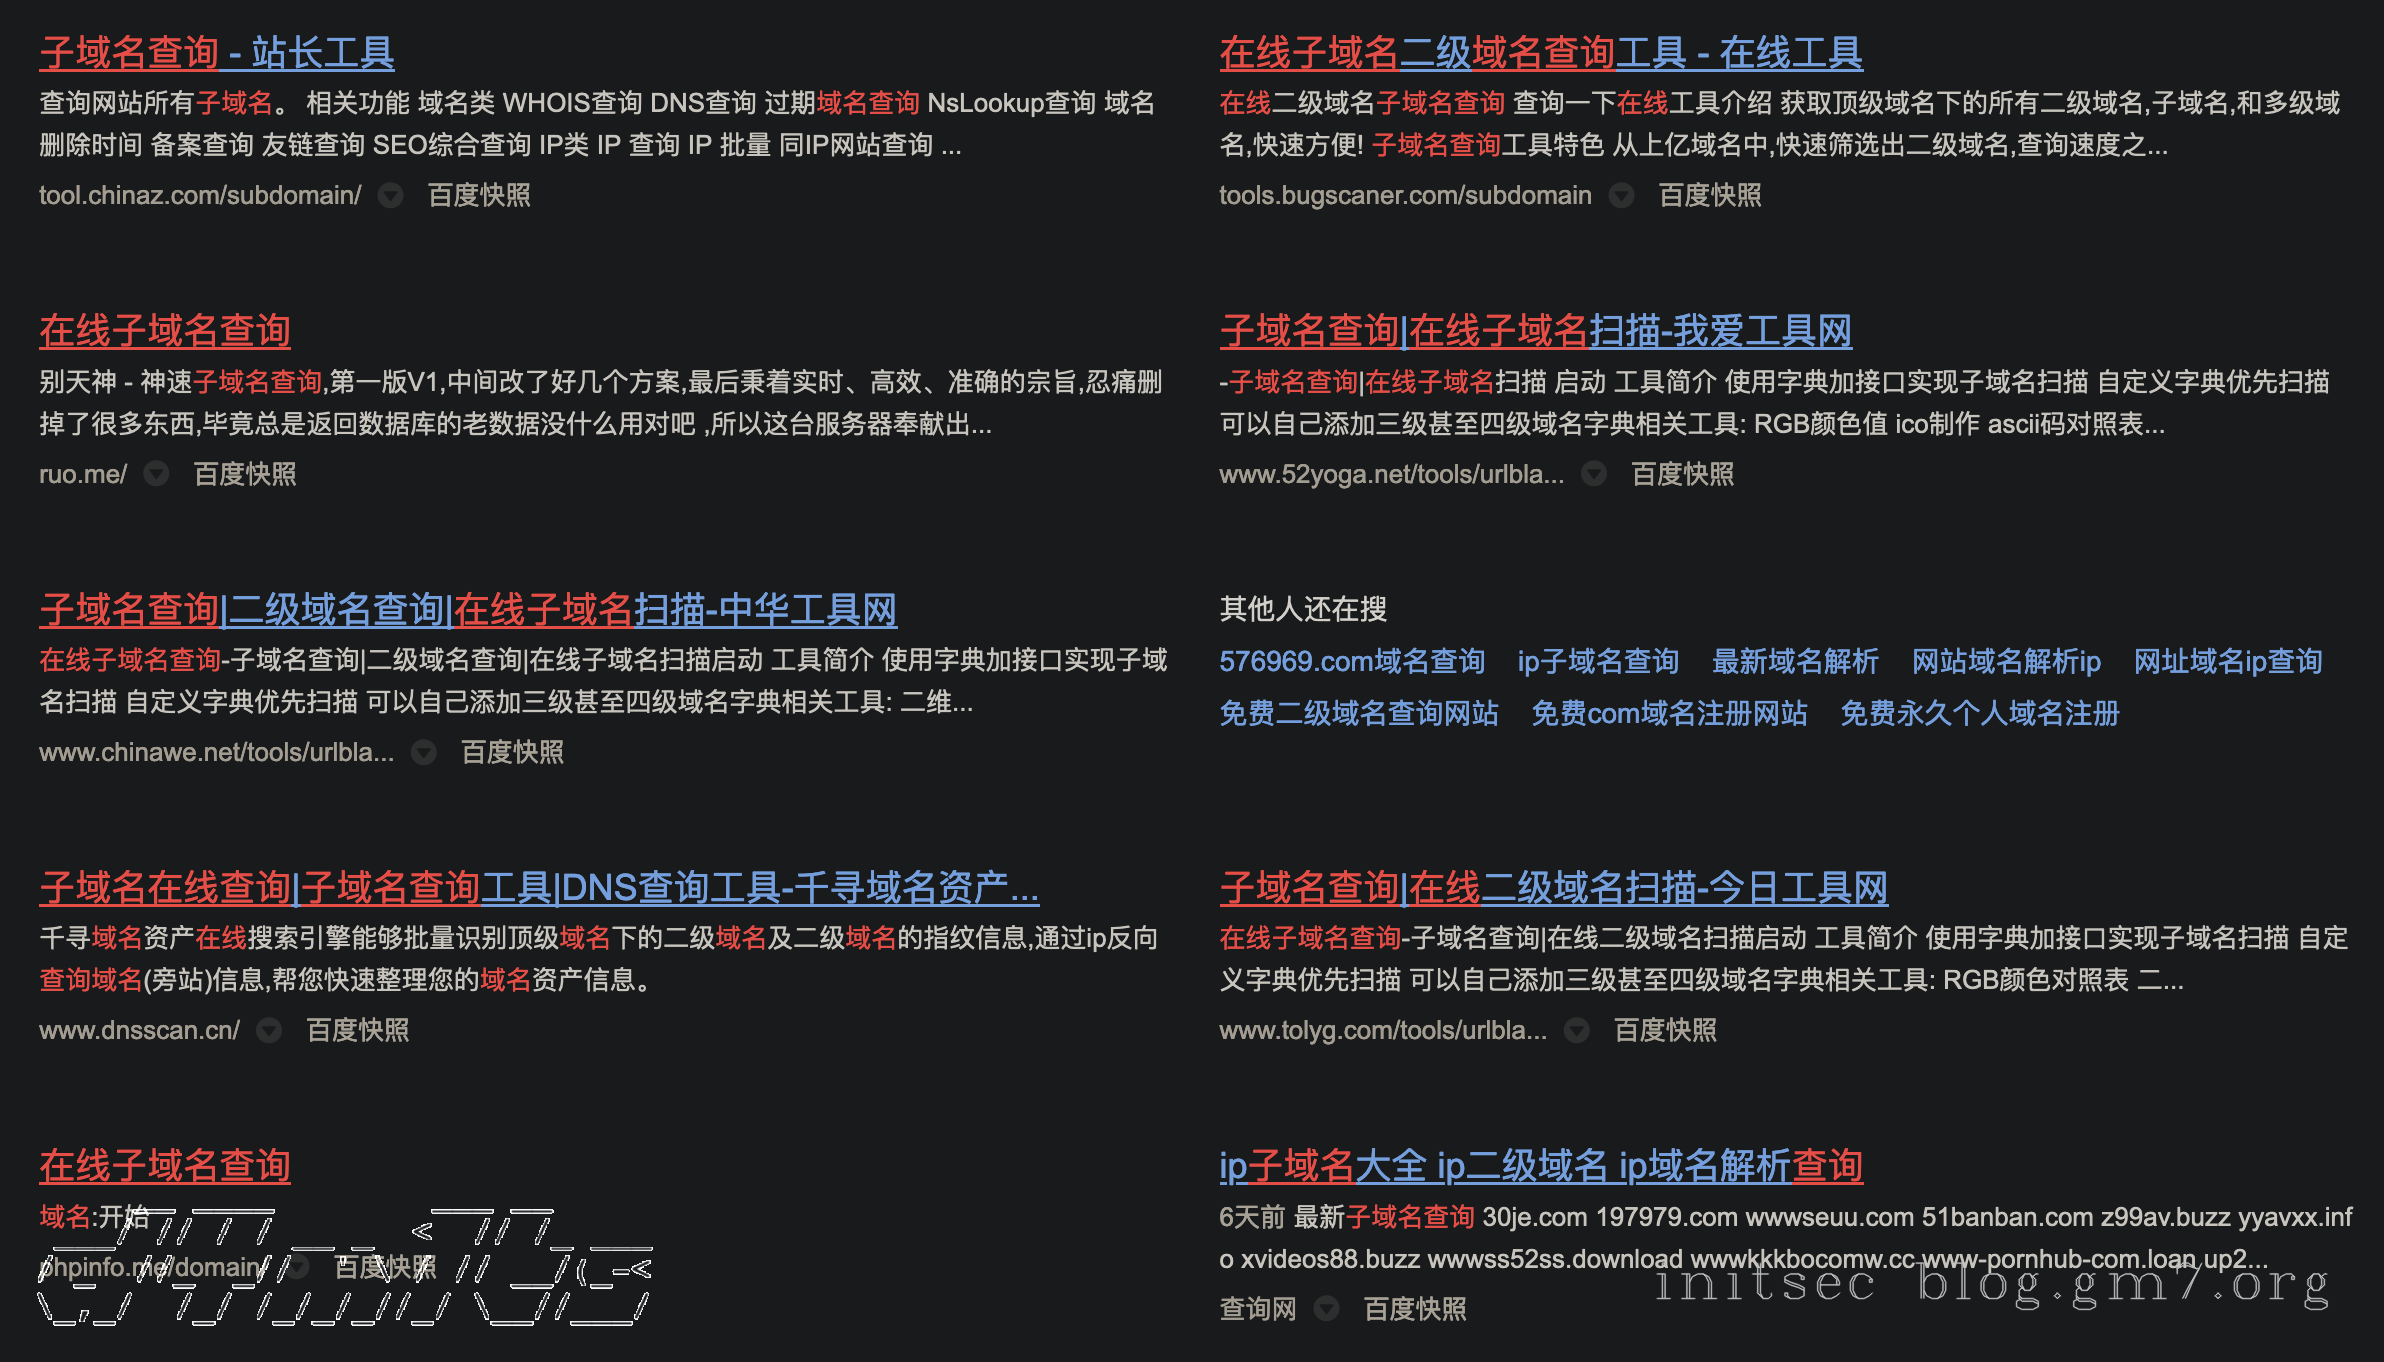 子域名查询 - 站长工具
查询网站所有子域名。 相关功能 域名类 WHOIS查询 DNS查询 过期域名查询 NsLookup查询 域名
删除时间 备案查询 友链查询 SEO综合查询 IP类 IP 查询 IP 批量 同IP网站查询 ...
tool.chinaz.com/subdomain/ 百度快照
在线子域名二级域名查询工具 - 在线工具
在线二级域名子域名查询 查询一下在线工具介绍 获取顶级域名下的所有二级域名,子域名,和多级域
名,快速方便! 子域名查询工具特色 从上亿域名中,快速筛选出二级域名,查询速度之...
tools.bugscaner.com/subdomain 百度快照
在线子域名查询
别天神 - 神速子域名查询,第一版V1,中间改了好几个方案,最后秉着实时、高效、准确的宗旨,忍痛删
掉了很多东西,毕竟总是返回数据库的老数据没什么用对吧 ,所以这台服务器奉献出...
ruo.me/ 百度快照
子域名查询|在线子域名扫描-我爱工具网
-子域名查询|在线子域名扫描 启动 工具简介 使用字典加接口实现子域名扫描 自定义字典优先扫描
可以自己添加三级甚至四级域名字典相关工具: RGB颜色值 ico制作 ascii码对照表...
www.52yoga.net/tools/urlbla... 百度快照
子域名查询|二级域名查询|在线子域名扫描-中华工具网
在线子域名查询-子域名查询|二级域名查询|在线子域名扫描启动 工具简介 使用字典加接口实现子域
名扫描 自定义字典优先扫描 可以自己添加三级甚至四级域名字典相关工具: 二维...
www.chinawe.net/tools/urlbla... 百度快照
其他人还在搜
576969.com域名查询 ip子域名查询 最新域名解析 网站域名解析ip 网址域名ip查询
免费二级域名查询网站 免费com域名注册网站 免费永久个人域名注册
子域名在线查询|子域名查询工具|DNS查询工具-千寻域名资产...
千寻域名资产在线搜索引擎能够批量识别顶级域名下的二级域名及二级域名的指纹信息,通过ip反向
查询域名(旁站)信息,帮您快速整理您的域名资产信息。
www.dnsscan.cn/ 百度快照
子域名查询|在线二级域名扫描-今日工具网
在线子域名查询-子域名查询|在线二级域名扫描启动 工具简介 使用字典加接口实现子域名扫描 自定
义字典优先扫描 可以自己添加三级甚至四级域名字典相关工具: RGB颜色对照表 二...
www.tolyg.com/tools/urlbla... 百度快照
在线子域名查询
域名:开始
phpinfo.me/domain/ 百度快照
ip子域名大全 ip二级域名 ip域名解析查询
6天前 最新子域名查询 30je.com 197979.com wwwseuu.com 51banban.com z99av.buzz yyavxx.inf
o xvideos88.buzz wwwss52ss.download wwwkkkbocomw.cc www-pornhub-com.loan up2...
查询网 百度快照
initsec blog.gm7.org